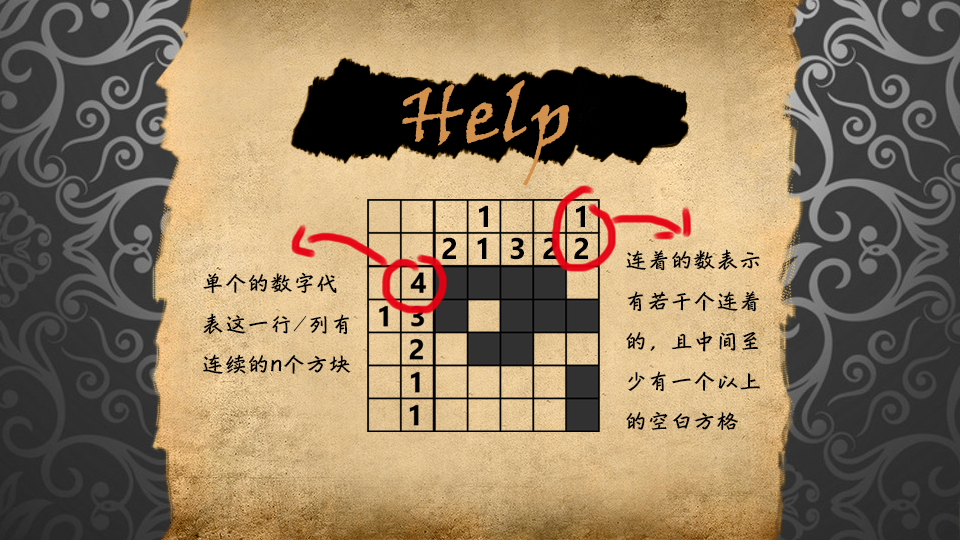 Help
1 1
2 1 3 2 2
4
1 3
2
1
1
单个的数字代
表这一行/列有
连续的n个方块
连着的数表示
有若干个连着
的，且中间至
少有一个以上
的空白方格